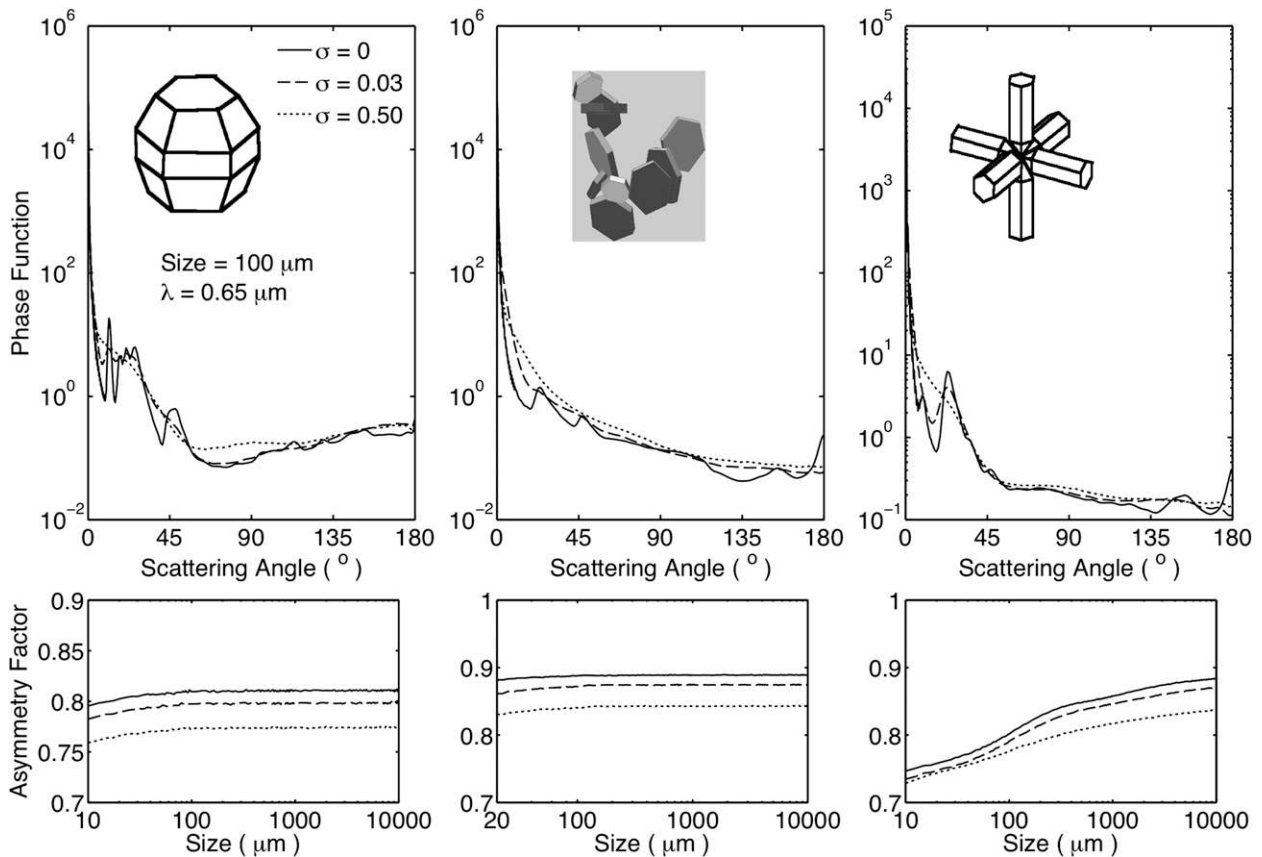 Phase Function
10^6
10^4
10^2
10^0
10^-2
σ = 0
σ = 0.03
σ = 0.50
Size = 100 μm
λ = 0.65 μm
0 45 90 135 180
Scattering Angle ( ° )
10^6
10^4
10^2
10^0
10^-2
0 45 90 135 180
Scattering Angle ( ° )
10^5
10^4
10^3
10^2
10^1
10^0
10^-1
0 45 90 135 180
Scattering Angle ( ° )
Asymmetry Factor
0.9
0.85
0.8
0.75
0.7
10 100 1000 10000
Size ( μm )
1
0.9
0.8
0.7
20 100 1000 10000
Size ( μm )
1
0.9
0.8
0.7
10 100 1000 10000
Size ( μm )